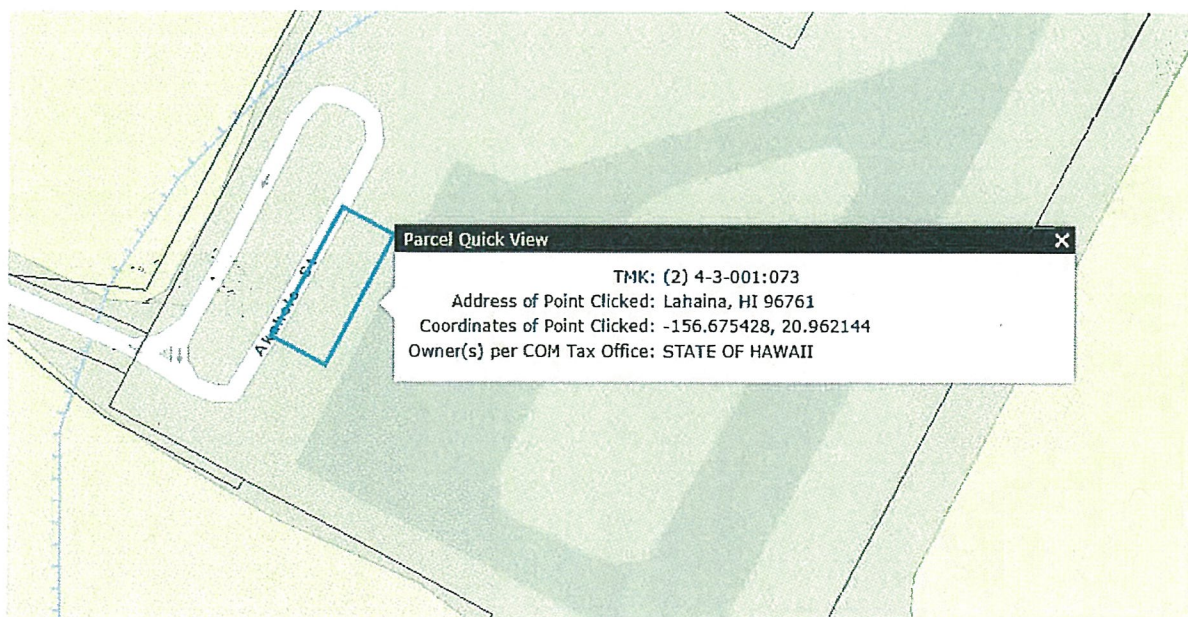 Parcel Quick View
TMK: (2) 4-3-001:073
Address of Point Clicked: Lahaina, HI 96761
Coordinates of Point Clicked: -156.675428, 20.962144
Owner(s) per COM Tax Office: STATE OF HAWAII